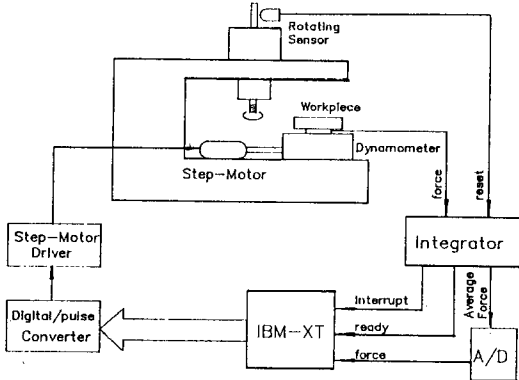 Rotating
Sensor
Workpiece
Dynamometer
Step-Motor
force
reset
Step-Motor
Driver
Integrator
Digital/pulse
Converter
Interrupt
IBM-XT
ready
force
Average
Force
A/D